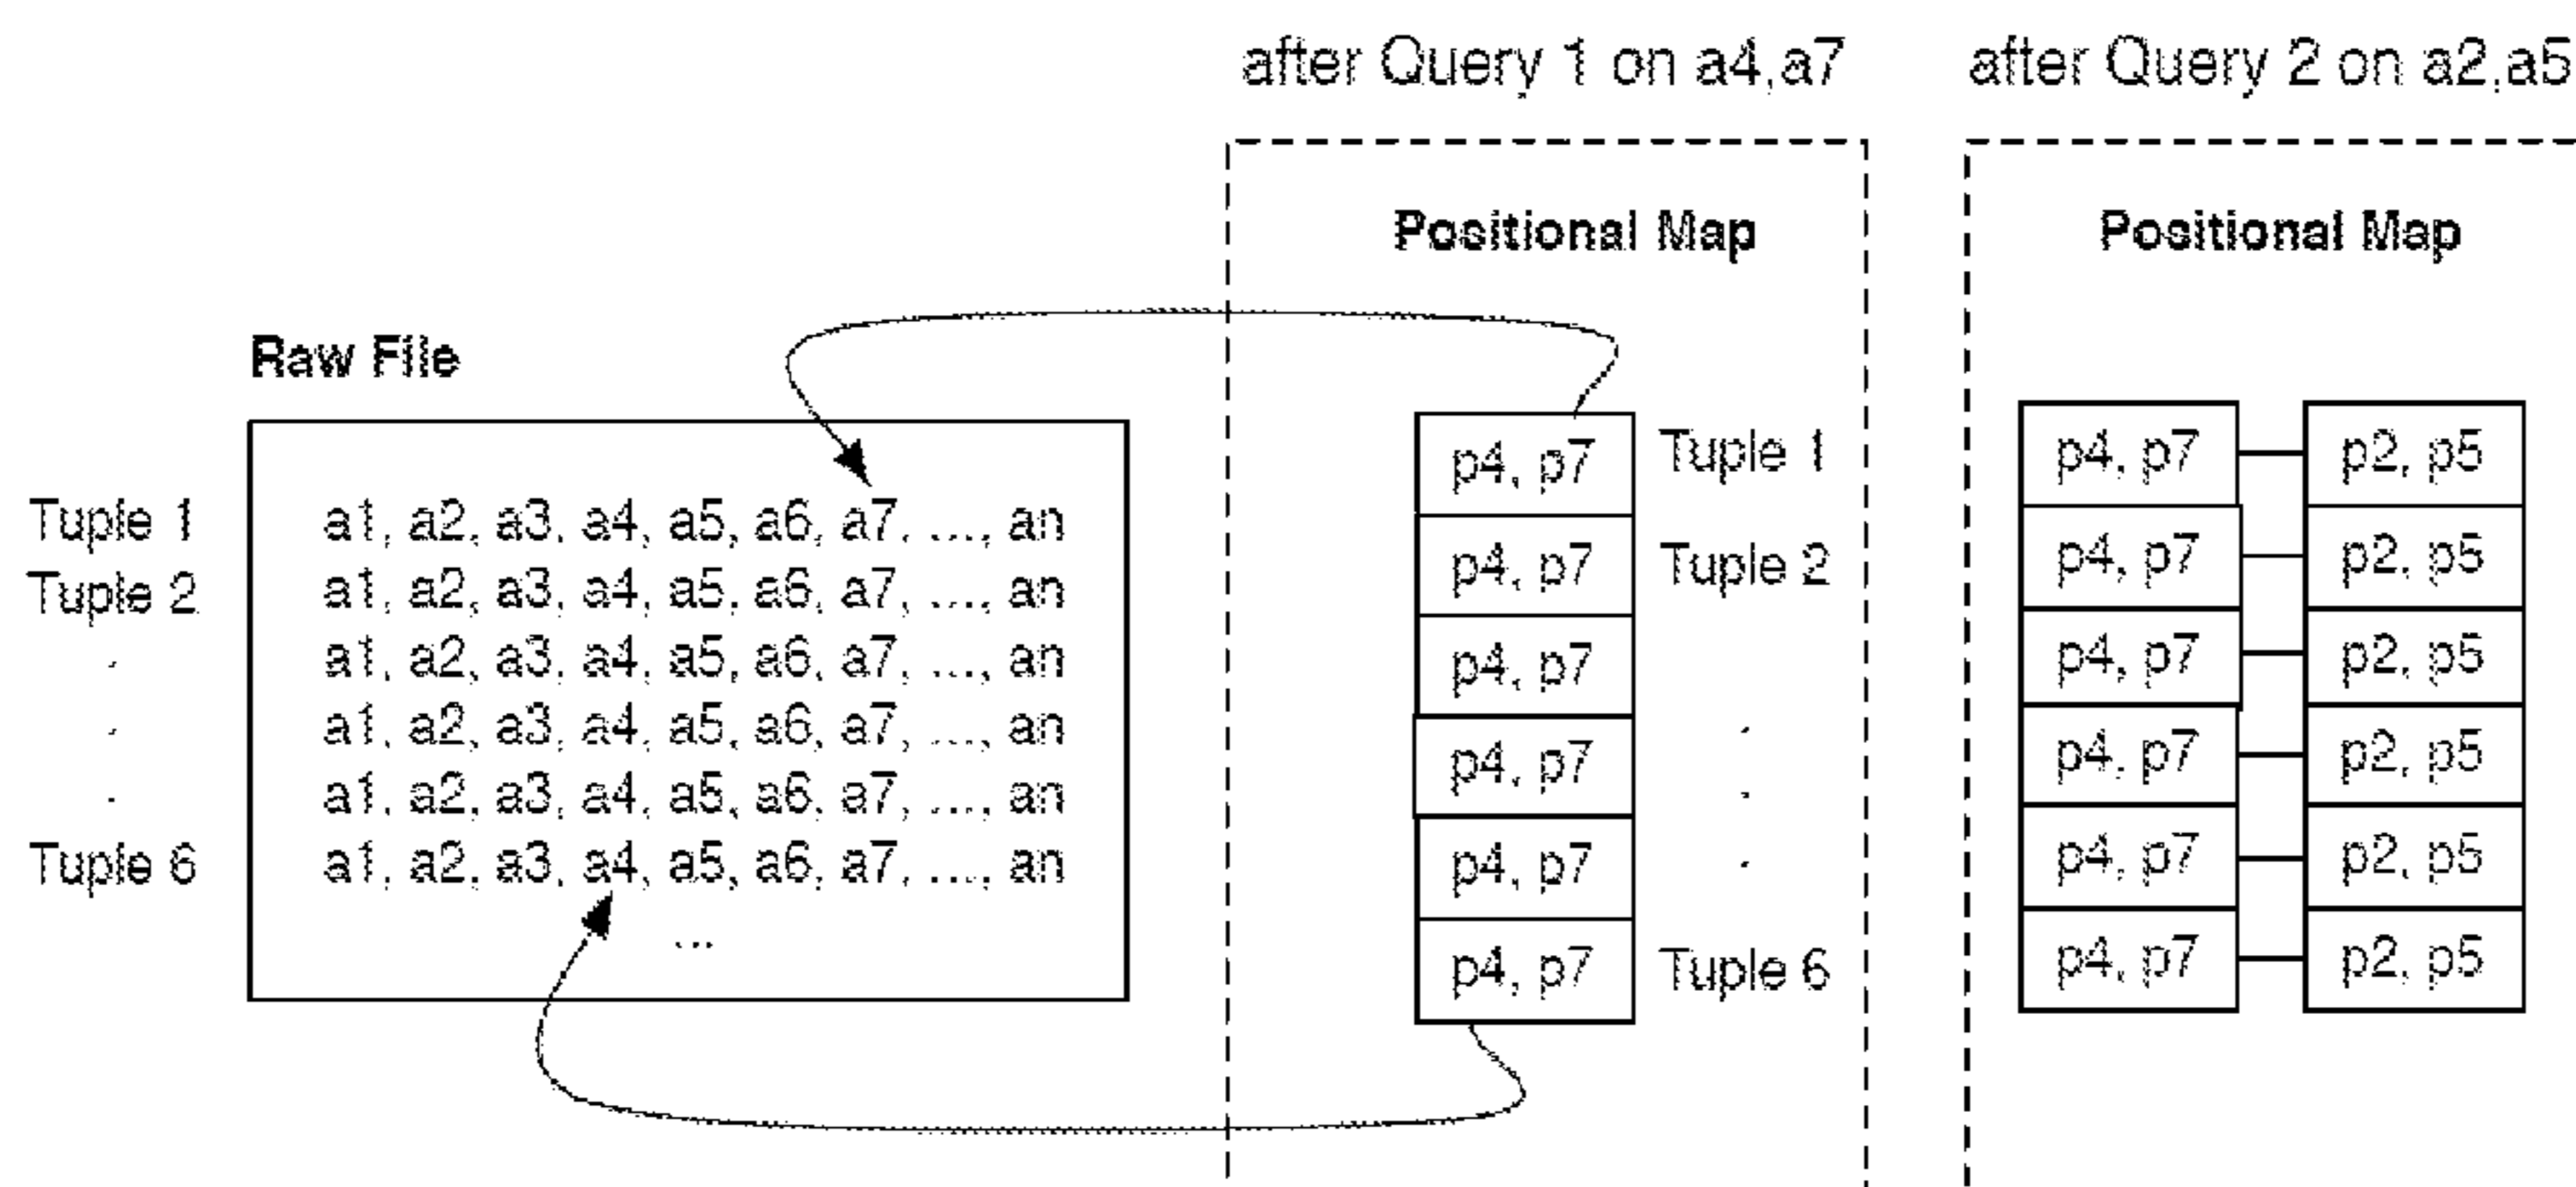 after Query 1 on a4,a7
after Query 2 on a2,a5
Positional Map
Positional Map
Raw File
Tuple 1
Tuple 2
.
.
.
Tuple 6
a1, a2, a3, a4, a5, a6, a7, ..., an
a1, a2, a3, a4, a5, a6, a7, ..., an
a1, a2, a3, a4, a5, a6, a7, ..., an
a1, a2, a3, a4, a5, a6, a7, ..., an
a1, a2, a3, a4, a5, a6, a7, ..., an
a1, a2, a3, a4, a5, a6, a7, ..., an
...
p4, p7 Tuple 1
p4, p7 Tuple 2
p4, p7
p4, p7 .
.
p4, p7 .
p4, p7 Tuple 6
p4, p7 p2, p5
p4, p7 p2, p5
p4, p7 p2, p5
p4, p7 p2, p5
p4, p7 p2, p5
p4, p7 p2, p5